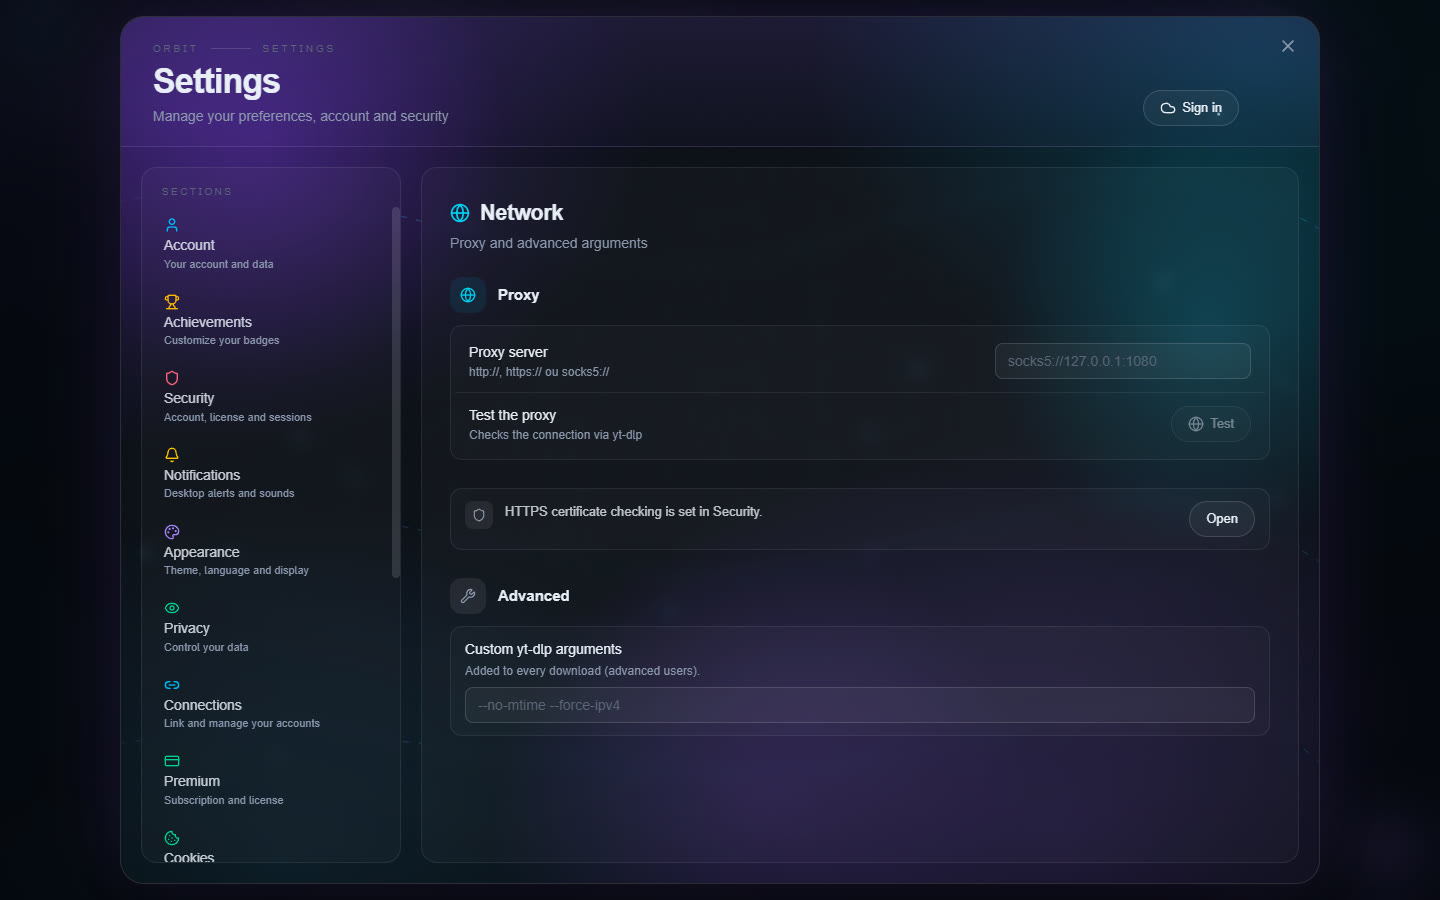 ORBIT SETTINGS
Settings
Manage your preferences, account and security
Sign in
SECTIONS
Account
Your account and data
Achievements
Customize your badges
Security
Account, license and sessions
Notifications
Desktop alerts and sounds
Appearance
Theme, language and display
Privacy
Control your data
Connections
Link and manage your accounts
Premium
Subscription and license
Cookies
Network
Proxy and advanced arguments
Proxy
Proxy server
http://, https:// ou socks5://
socks5://127.0.0.1:1080
Test the proxy
Checks the connection via yt-dlp
Test
HTTPS certificate checking is set in Security.
Open
Advanced
Custom yt-dlp arguments
Added to every download (advanced users).
--no-mtime --force-ipv4